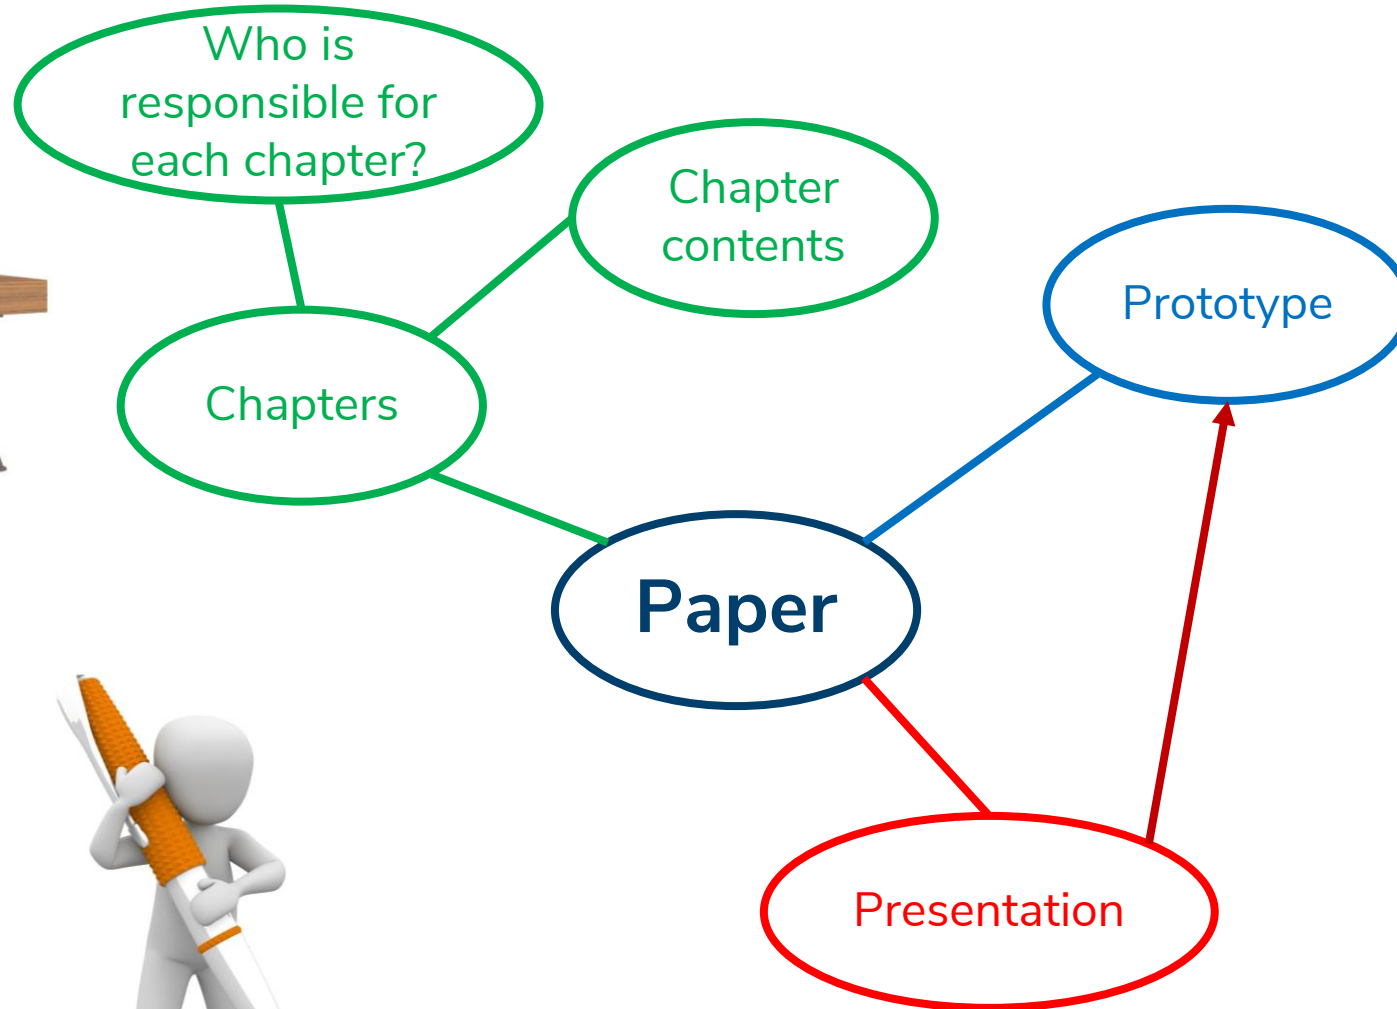 Who is
responsible for
each chapter?
Chapter
contents
Prototype
Chapters
Paper
Presentation